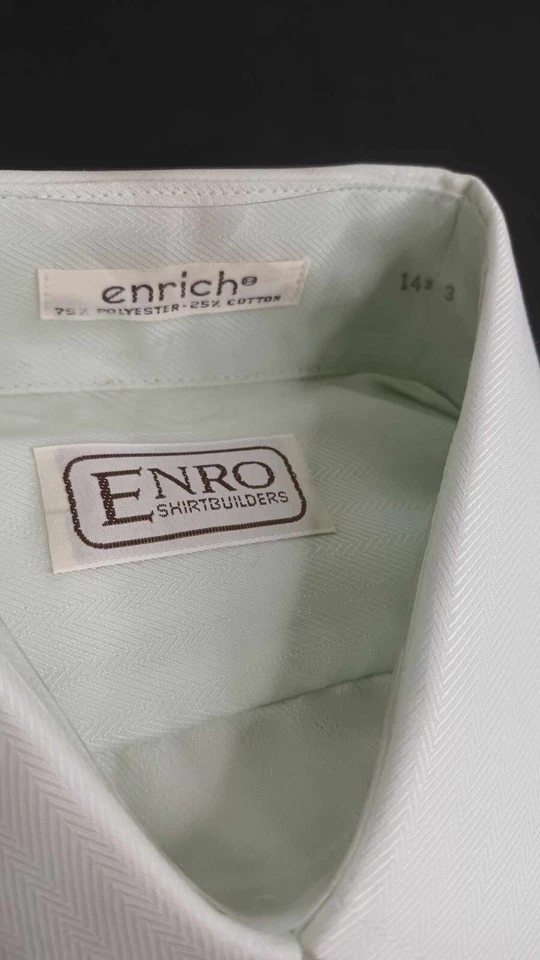 enrich®
75% POLYESTER-25% COTTON
14½ 3
ENRO
SHIRTBUILDERS